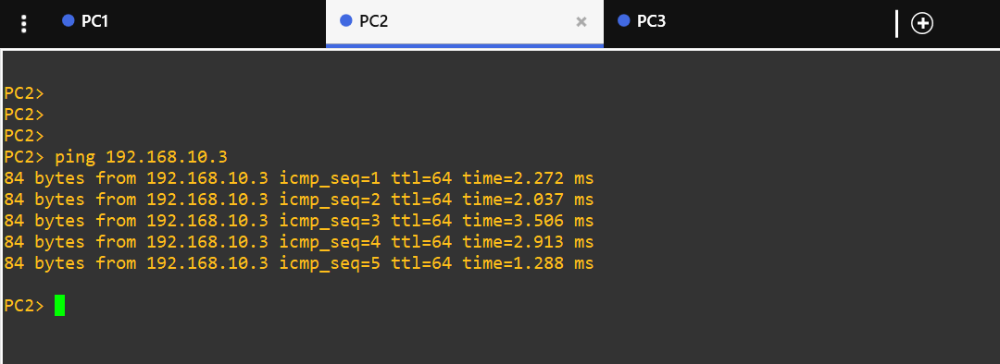 PC1
PC2
PC3
PC2>
PC2>
PC2>
PC2> ping 192.168.10.3
84 bytes from 192.168.10.3 icmp_seq=1 ttl=64 time=2.272 ms
84 bytes from 192.168.10.3 icmp_seq=2 ttl=64 time=2.037 ms
84 bytes from 192.168.10.3 icmp_seq=3 ttl=64 time=3.506 ms
84 bytes from 192.168.10.3 icmp_seq=4 ttl=64 time=2.913 ms
84 bytes from 192.168.10.3 icmp_seq=5 ttl=64 time=1.288 ms
PC2>